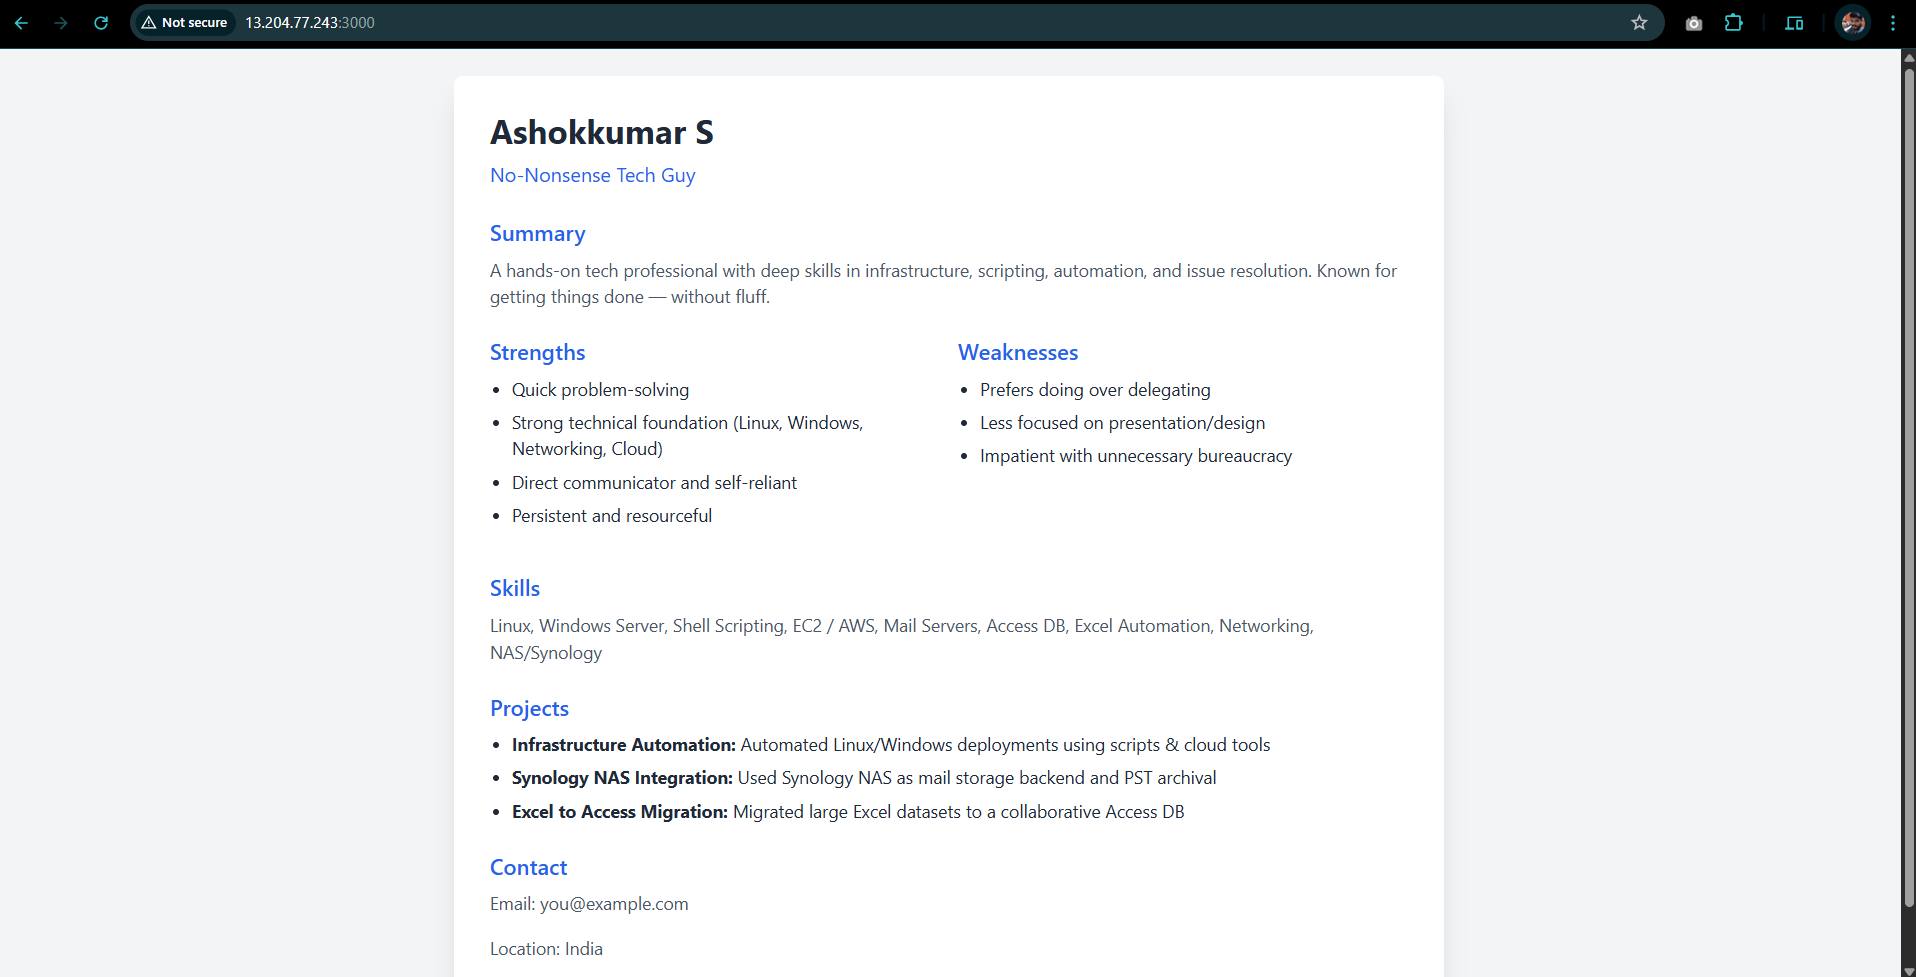 Not secure
13.204.77.243:3000
Ashokkumar S
No-Nonsense Tech Guy
Summary
A hands-on tech professional with deep skills in infrastructure, scripting, automation, and issue resolution. Known for
getting things done — without fluff.
Strengths
• Quick problem-solving
• Strong technical foundation (Linux, Windows,
Networking, Cloud)
• Direct communicator and self-reliant
• Persistent and resourceful
Weaknesses
• Prefers doing over delegating
• Less focused on presentation/design
• Impatient with unnecessary bureaucracy
Skills
Linux, Windows Server, Shell Scripting, EC2 / AWS, Mail Servers, Access DB, Excel Automation, Networking,
NAS/Synology
Projects
• Infrastructure Automation: Automated Linux/Windows deployments using scripts & cloud tools
• Synology NAS Integration: Used Synology NAS as mail storage backend and PST archival
• Excel to Access Migration: Migrated large Excel datasets to a collaborative Access DB
Contact
Email: you@example.com
Location: India